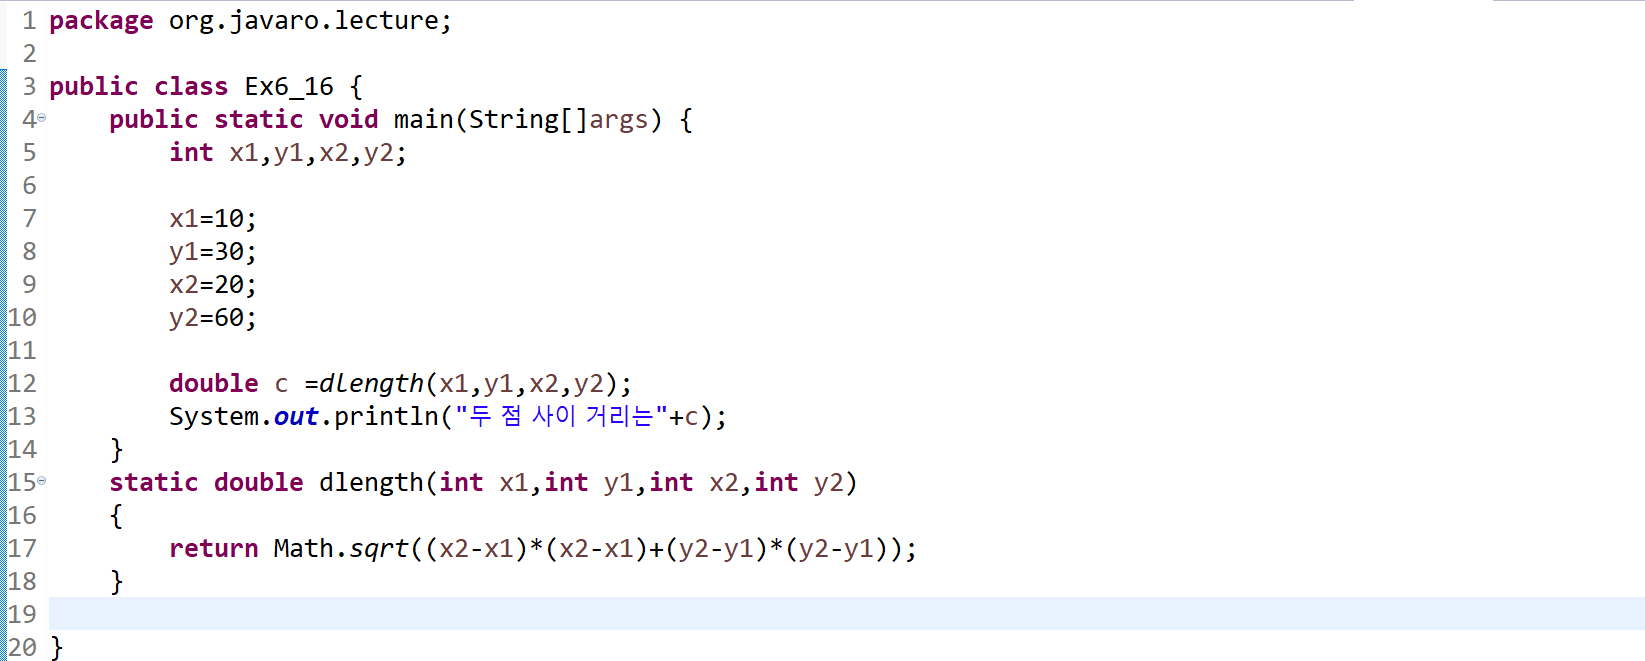 1 package org.javaro.lecture;
2
3 public class Ex6_16 {
4     public static void main(String[]args) {
5         int x1,y1,x2,y2;
6
7         x1=10;
8         y1=30;
9         x2=20;
10         y2=60;
11
12         double c =dlength(x1,y1,x2,y2);
13         System.out.println("두 점 사이 거리는"+c);
14     }
15     static double dlength(int x1,int y1,int x2,int y2)
16     {
17         return Math.sqrt((x2-x1)*(x2-x1)+(y2-y1)*(y2-y1));
18     }
19
20 }